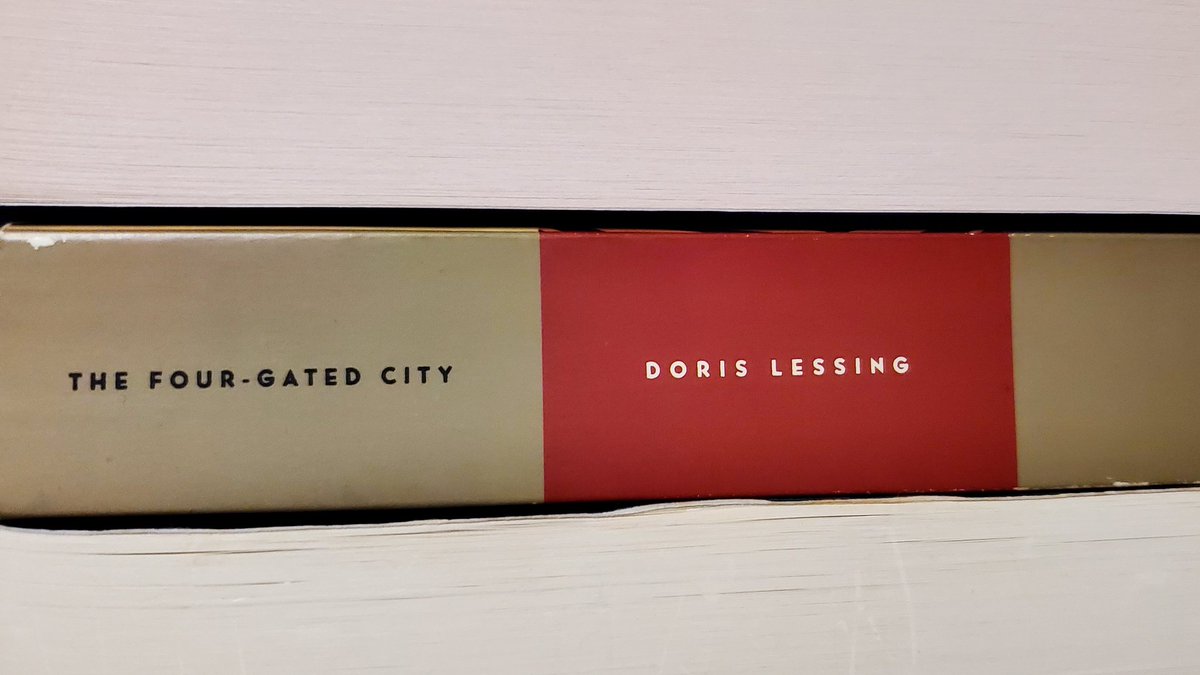 THE FOUR-GATED CITY
DORIS LESSING